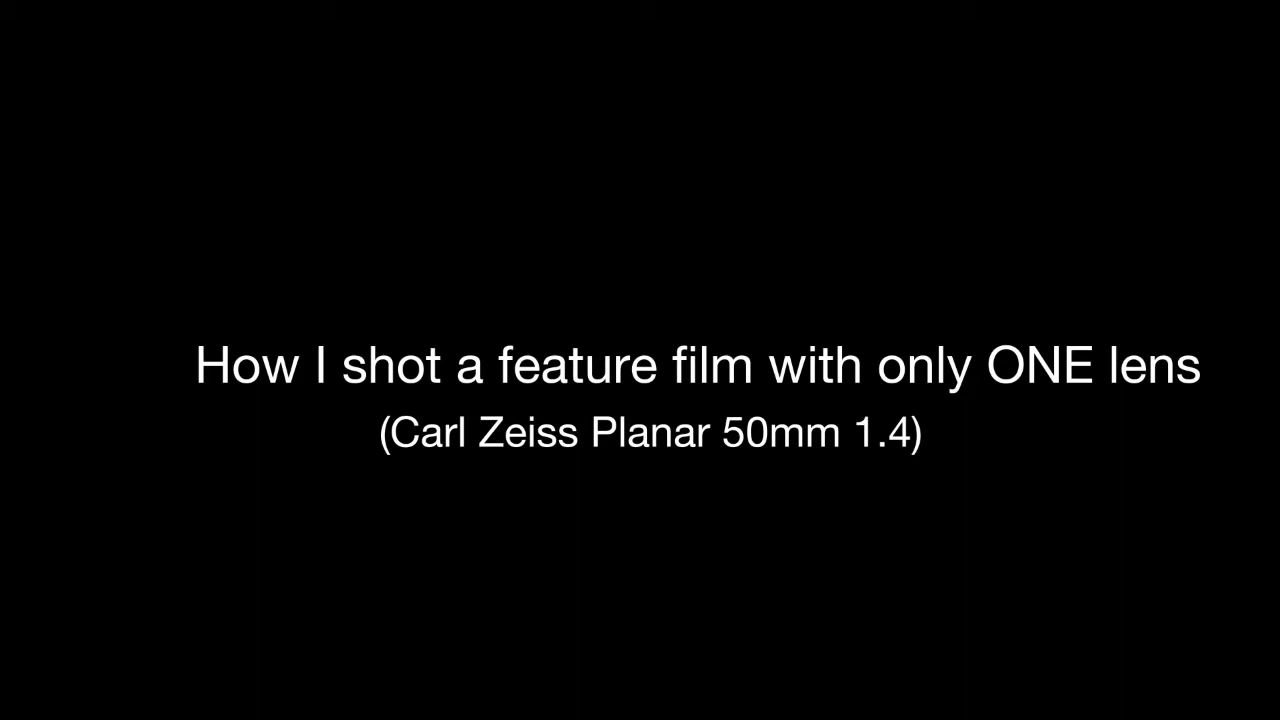 How I shot a feature film with only ONE lens
(Carl Zeiss Planar 50mm 1.4)